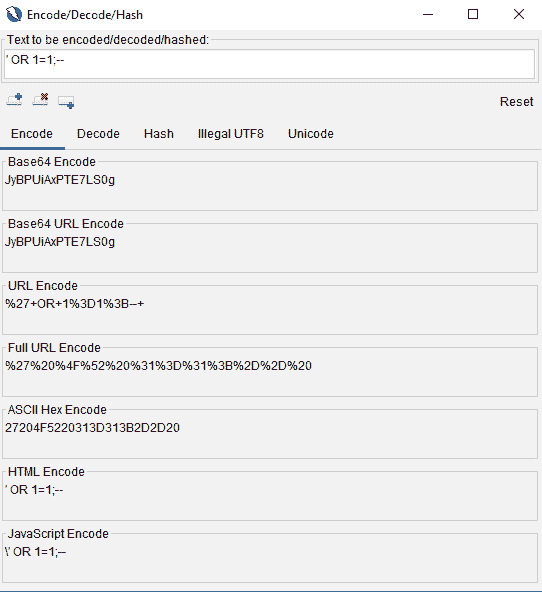 Encode/Decode/Hash
Text to be encoded/decoded/hashed:
' OR 1=1;--
Reset
Encode Decode Hash Illegal UTF8 Unicode
Base64 Encode
JyBPUiAxPTE7LS0g
Base64 URL Encode
JyBPUiAxPTE7LS0g
URL Encode
%27+OR+1%3D1%3B--+
Full URL Encode
%27%20%4F%52%20%31%3D%31%3B%2D%2D%20
ASCII Hex Encode
27204F5220313D313B2D2D20
HTML Encode
' OR 1=1;--
JavaScript Encode
\' OR 1=1;--